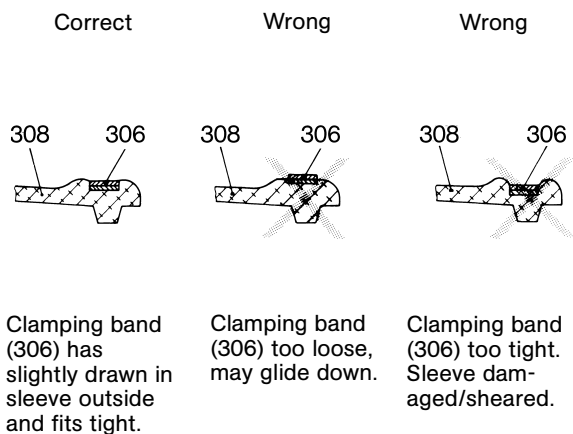 Correct
Wrong
Wrong
308 306
308 306
308 306
Clamping band
(306) has
slightly drawn in
sleeve outside
and fits tight.
Clamping band
(306) too loose,
may glide down.
Clamping band
(306) too tight.
Sleeve dam-
aged/sheared.